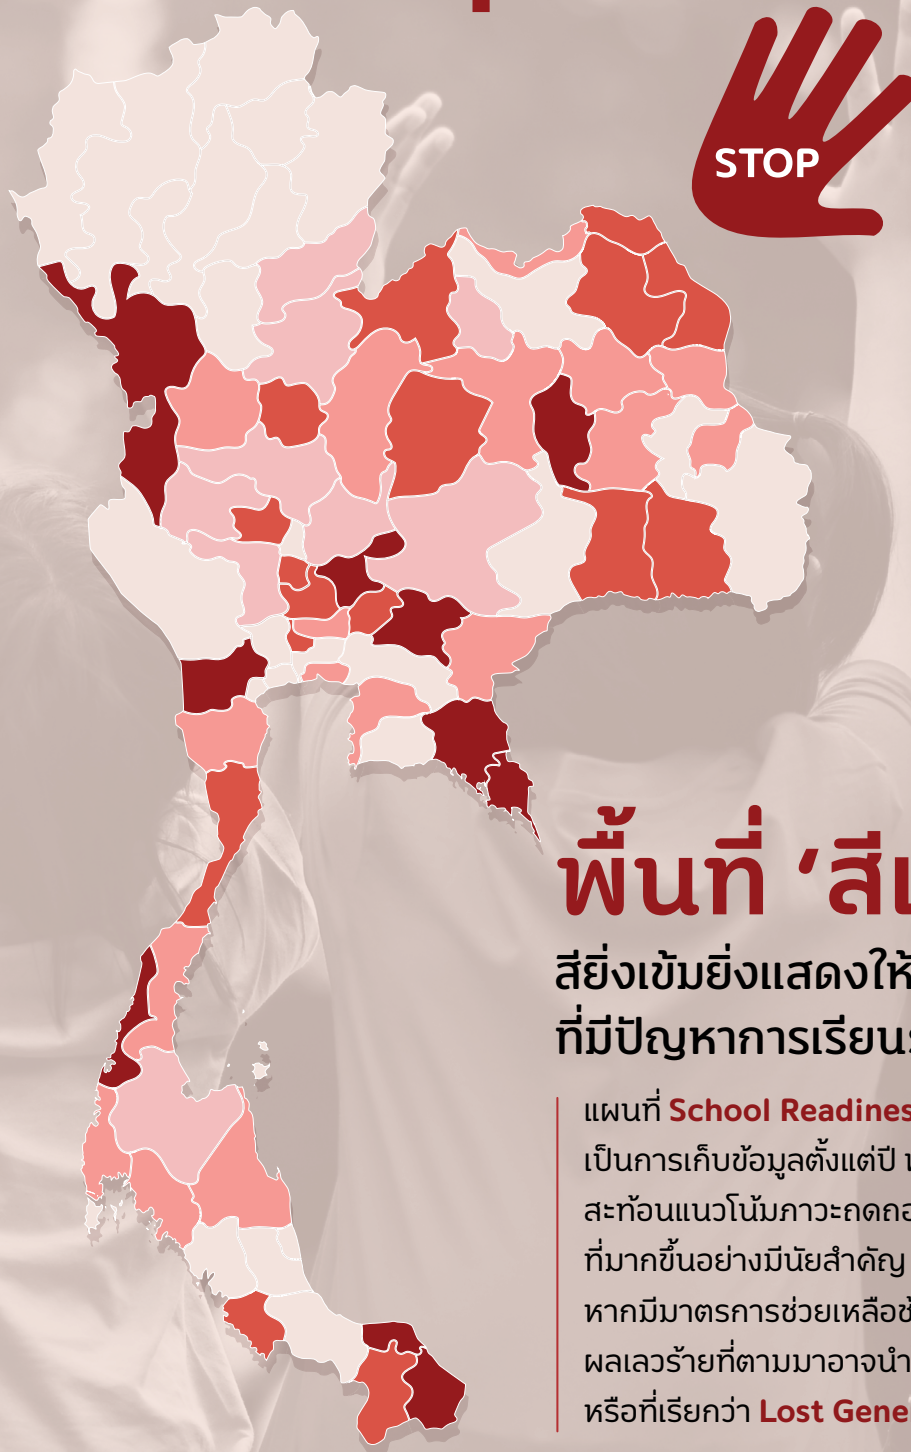 STOP
พื้นที่ ‘สีแ
สียิ่งเข้มยิ่งแสดงให้
ที่มีปัญหาการเรียนร
แผนที่ School Readines
เป็นการเก็บข้อมูลตั้งแต่ปี
สะท้อนแนวโน้มภาวะถดถอ
ที่มากขึ้นอย่างมีนัยสำคัญ
หากมีมาตรการช่วยเหลือช้
ผลเลวร้ายที่ตามมาอาจนำ
หรือที่เรียกว่า Lost Gene